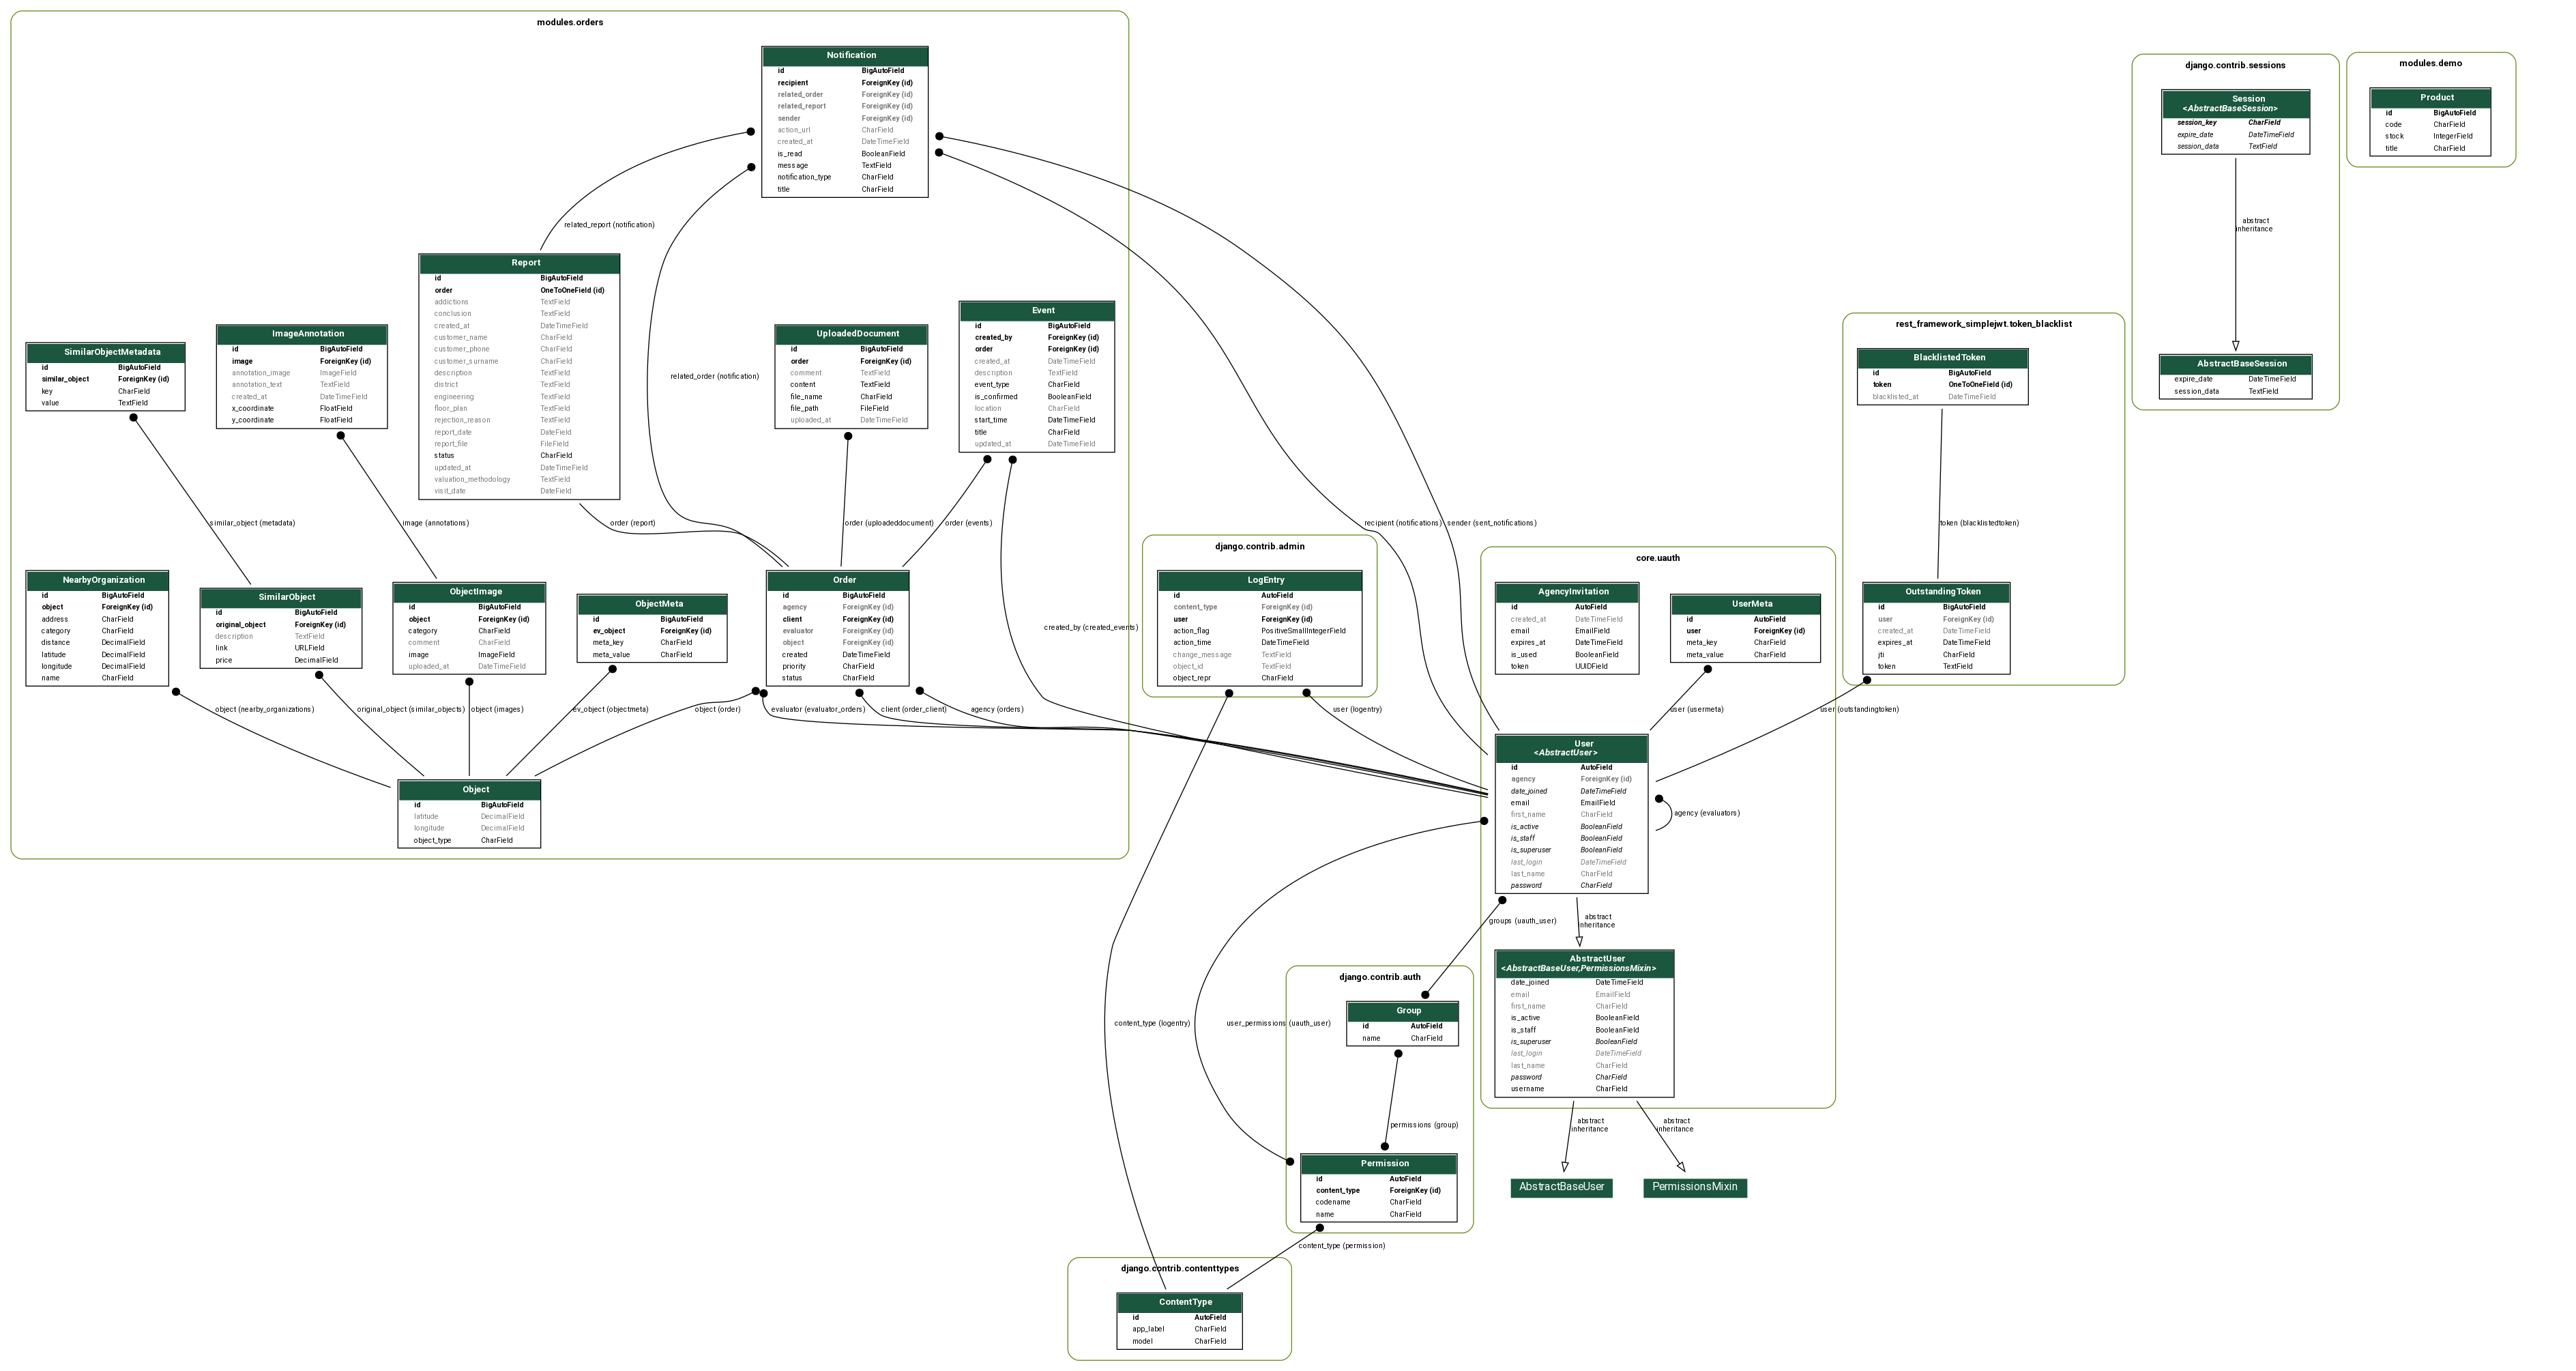 modules.orders
Notification
id BigAutoField
recipient ForeignKey (id)
related_order ForeignKey (id)
related_report ForeignKey (id)
sender ForeignKey (id)
action_url CharField
created_at DateTimeField
is_read BooleanField
message TextField
notification_type CharField
title CharField
related_report (notification)
Report
id BigAutoField
order OneToOneField (id)
addictions TextField
conclusion TextField
created_at DateTimeField
customer_name CharField
customer_phone CharField
customer_surname CharField
description TextField
district TextField
engineering TextField
floor_plan TextField
rejection_reason TextField
report_date DateField
report_file FileField
status CharField
updated_at DateTimeField
valuation_methodology TextField
visit_date DateField
related_order (notification)
SimilarObjectMetadata
id BigAutoField
similar_object ForeignKey (id)
key CharField
value TextField
ImageAnnotation
id BigAutoField
image ForeignKey (id)
annotation_image ImageField
annotation_text TextField
created_at DateTimeField
x_coordinate FloatField
y_coordinate FloatField
UploadedDocument
id BigAutoField
order ForeignKey (id)
comment TextField
content TextField
file_name CharField
file_path FileField
uploaded_at DateTimeField
Event
id BigAutoField
created_by ForeignKey (id)
order ForeignKey (id)
created_at DateTimeField
description TextField
event_type CharField
is_confirmed BooleanField
location CharField
start_time DateTimeField
title CharField
updated_at DateTimeField
similar_object (metadata)
image (annotations)
order (report)
order (uploadeddocument)
order (events)
recipient (notifications)
sender (sent_notifications)
NearbyOrganization
id BigAutoField
object ForeignKey (id)
address CharField
category CharField
distance DecimalField
latitude DecimalField
longitude DecimalField
name CharField
SimilarObject
id BigAutoField
original_object ForeignKey (id)
description TextField
link URLField
price DecimalField
ObjectImage
id BigAutoField
object ForeignKey (id)
category CharField
comment CharField
image ImageField
uploaded_at DateTimeField
ObjectMeta
id BigAutoField
ev_object ForeignKey (id)
meta_key CharField
meta_value CharField
Order
id BigAutoField
agency ForeignKey (id)
client ForeignKey (id)
evaluator ForeignKey (id)
object ForeignKey (id)
created DateTimeField
priority CharField
status CharField
created_by (created_events)
object (nearby_organizations)
original_object (similar_objects)
object (images)
ev_object (objectmeta)
object (order)
evaluator (evaluator_orders)
client (order_client)
agency (orders)
Object
id BigAutoField
latitude DecimalField
longitude DecimalField
object_type CharField
django.contrib.admin
LogEntry
id AutoField
content_type ForeignKey (id)
user ForeignKey (id)
action_flag PositiveSmallIntegerField
action_time DateTimeField
change_message TextField
object_id TextField
object_repr CharField
user (logentry)
content_type (logentry)
core.uauth
AgencyInvitation
id AutoField
created_at DateTimeField
email EmailField
expires_at DateTimeField
is_used BooleanField
token UUIDField
UserMeta
id AutoField
user ForeignKey (id)
meta_key CharField
meta_value CharField
user (usermeta)
User
<AbstractUser>
id AutoField
agency ForeignKey (id)
date_joined DateTimeField
email EmailField
first_name CharField
is_active BooleanField
is_staff BooleanField
is_superuser BooleanField
last_login DateTimeField
last_name CharField
password CharField
agency (evaluators)
groups (uauth_user)
abstract
inheritance
AbstractUser
<AbstractBaseUser,PermissionsMixin>
date_joined DateTimeField
email EmailField
first_name CharField
is_active BooleanField
is_staff BooleanField
is_superuser BooleanField
last_login DateTimeField
last_name CharField
password CharField
username CharField
abstract
inheritance
abstract
inheritance
AbstractBaseUser
PermissionsMixin
user_permissions (uauth_user)
django.contrib.auth
Group
id AutoField
name CharField
permissions (group)
Permission
id AutoField
content_type ForeignKey (id)
codename CharField
name CharField
content_type (permission)
django.contrib.contenttypes
ContentType
id AutoField
app_label CharField
model CharField
rest_framework_simplejwt.token_blacklist
BlacklistedToken
id BigAutoField
token OneToOneField (id)
blacklisted_at DateTimeField
token (blacklistedtoken)
OutstandingToken
id BigAutoField
user ForeignKey (id)
created_at DateTimeField
expires_at DateTimeField
jti CharField
token TextField
user (outstandingtoken)
django.contrib.sessions
Session
<AbstractBaseSession>
session_key CharField
expire_date DateTimeField
session_data TextField
abstract
inheritance
AbstractBaseSession
expire_date DateTimeField
session_data TextField
modules.demo
Product
id BigAutoField
code CharField
stock IntegerField
title CharField